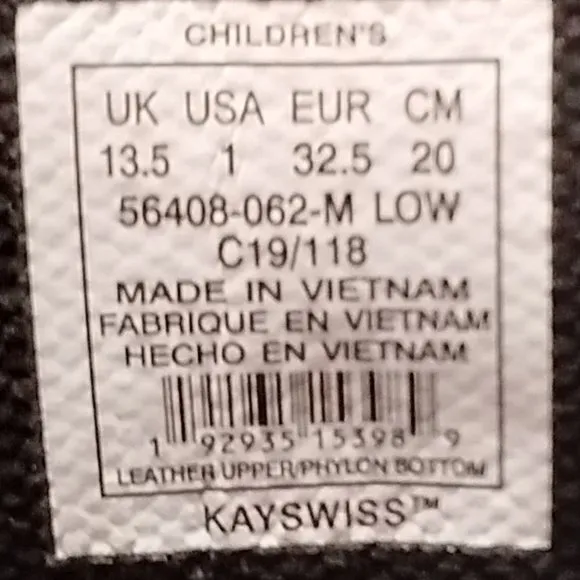 CHILDREN'S
UK USA EUR CM
13.5 1 32.5 20
56408-062-M LOW
C19/118
MADE IN VIETNAM
FABRIQUE EN VIETNAM
HECHO EN VIETNAM
1 92935 15398 9
LEATHER UPPER/PHYLON BOTTOM
KAYSWISS™